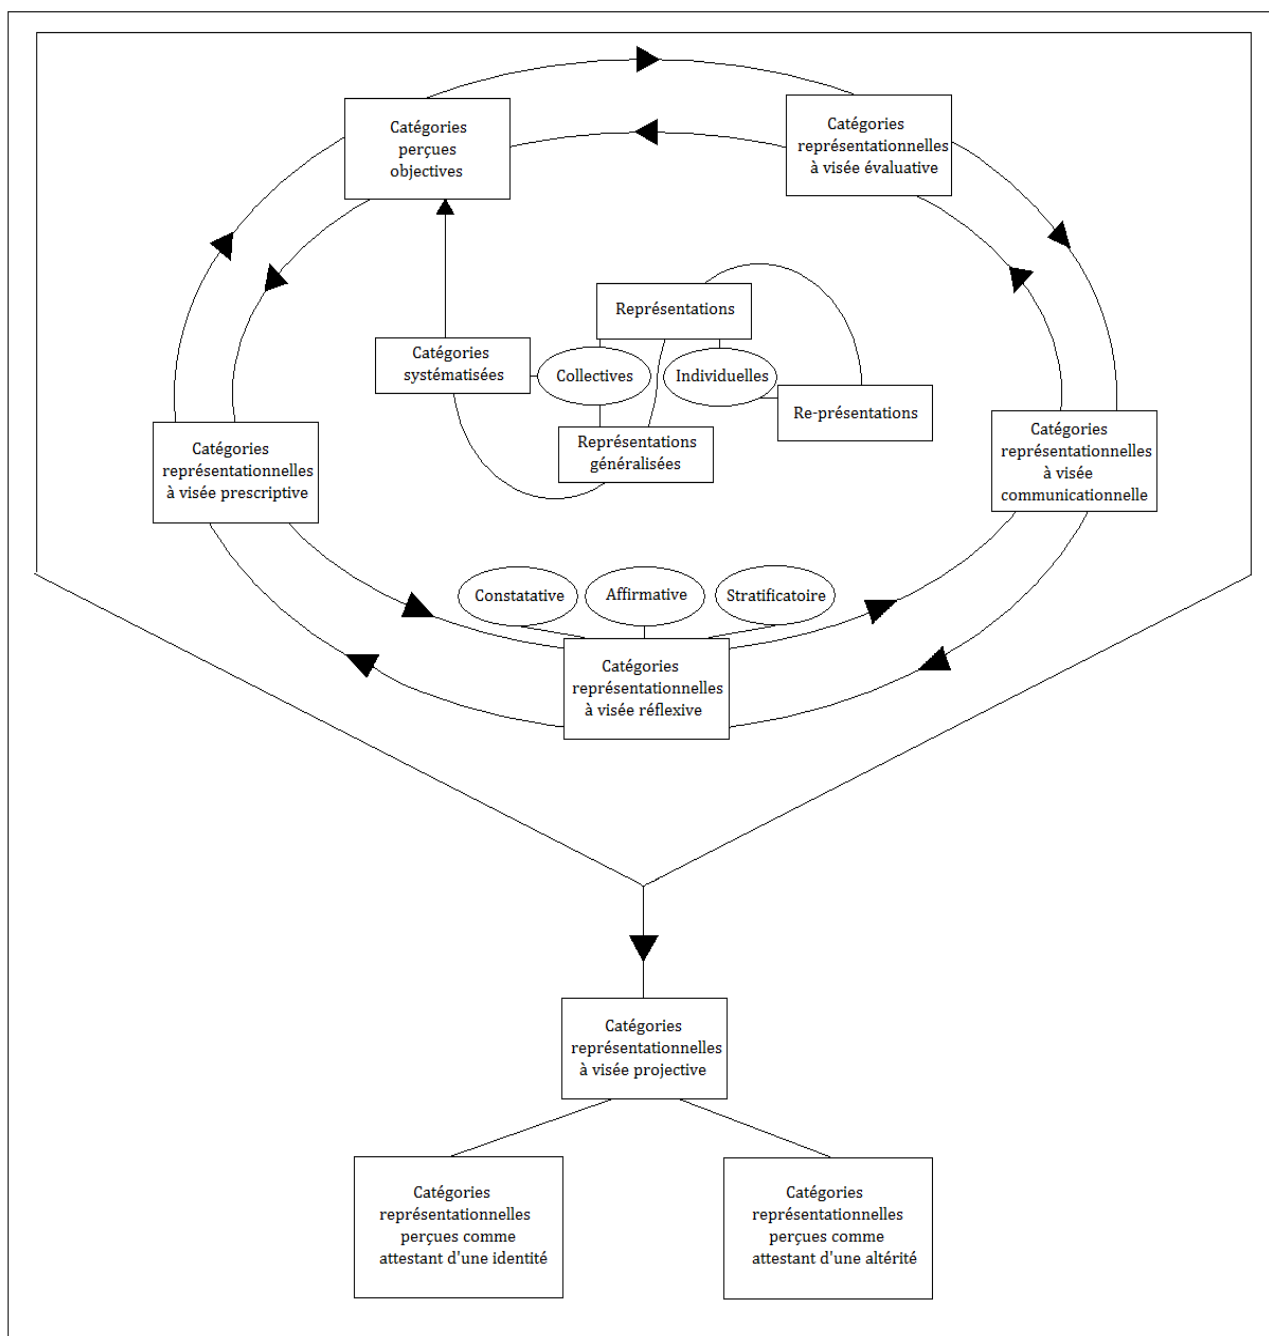 Catégories
perçues
objectives
Catégories
représentationnelles
à visée évaluative
Représentations
Catégories
systématisées
Collectives
Individuelles
Re-présentations
Représentations
généralisées
Catégories
représentationnelles
à visée prescriptive
Catégories
représentationnelles
à visée
communicationnelle
Constatative
Affirmative
Stratificatoire
Catégories
représentationnelles
à visée réflexive
Catégories
représentationnelles
à visée projective
Catégories
représentationnelles
perçues comme
attestant d'une identité
Catégories
représentationnelles
perçues comme
attestant d'une altérité